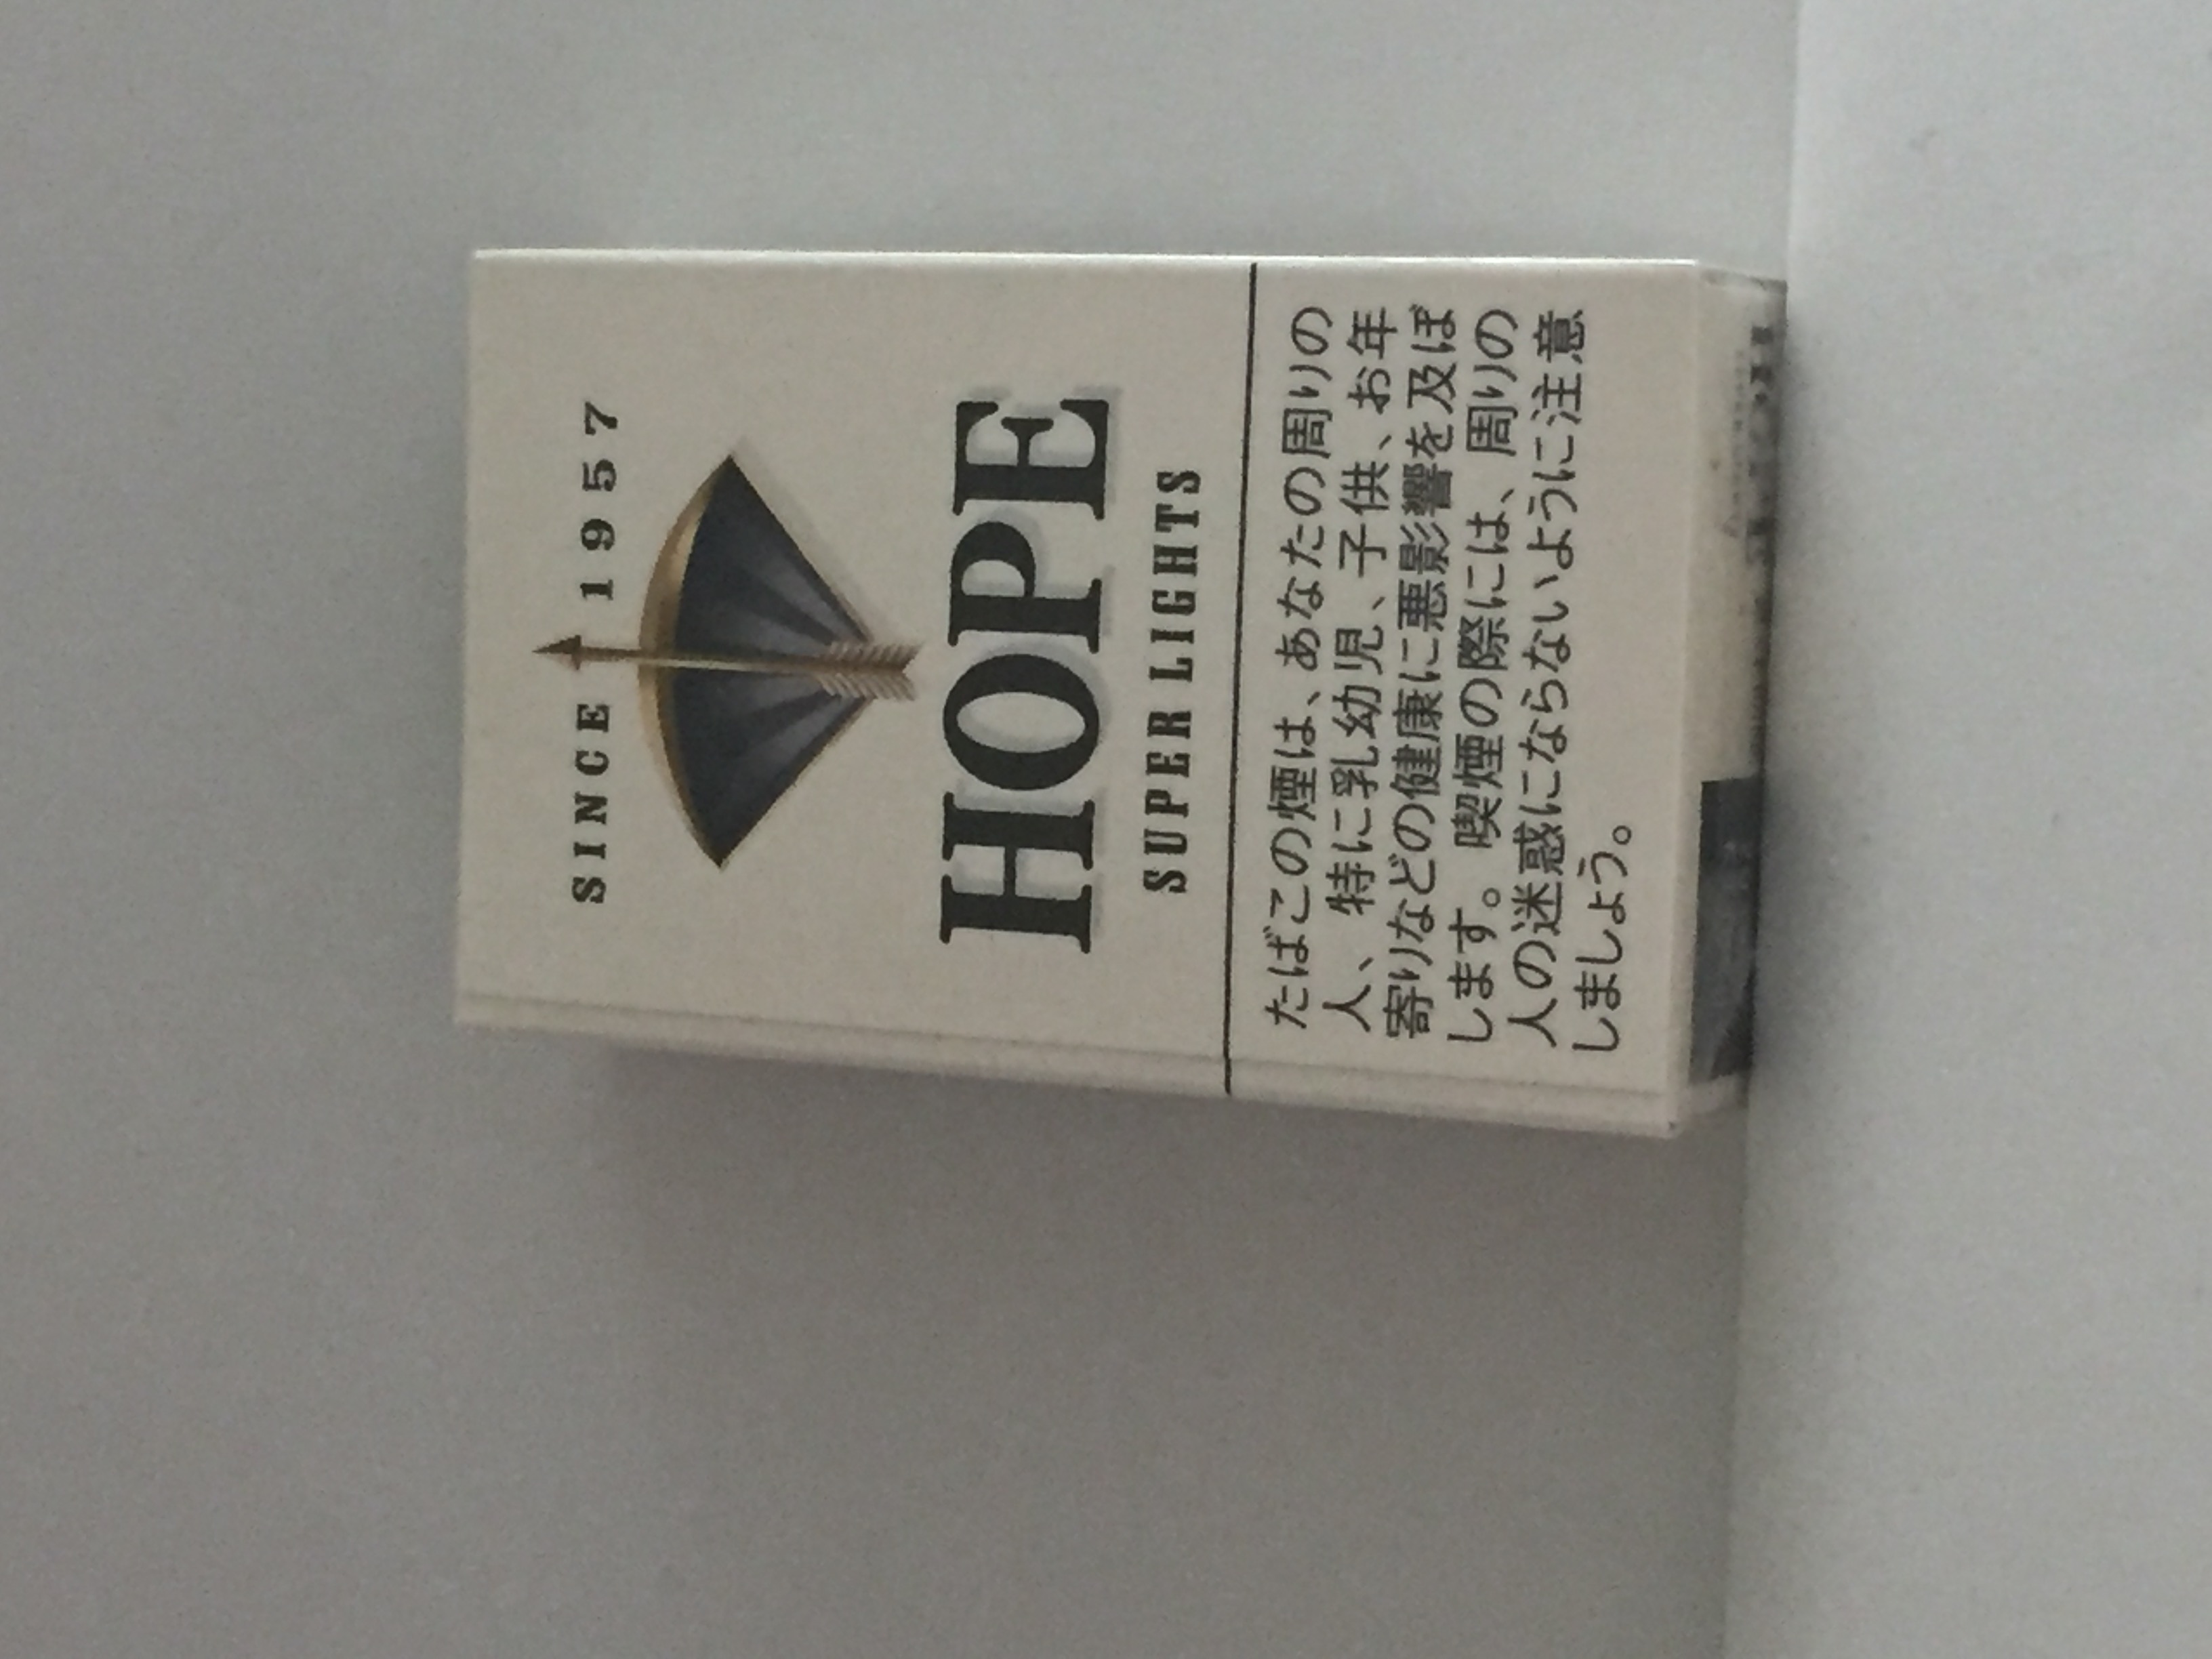 SINCE 1957
HOPE
SUPER LIGHTS
たばこの煙は、あなたの周りの
人、特に乳幼児、子供、お年
寄りなどの健康に悪影響を及ぼ
します。喫煙の際には、周りの
人の迷惑にならないように注意
しましょう。